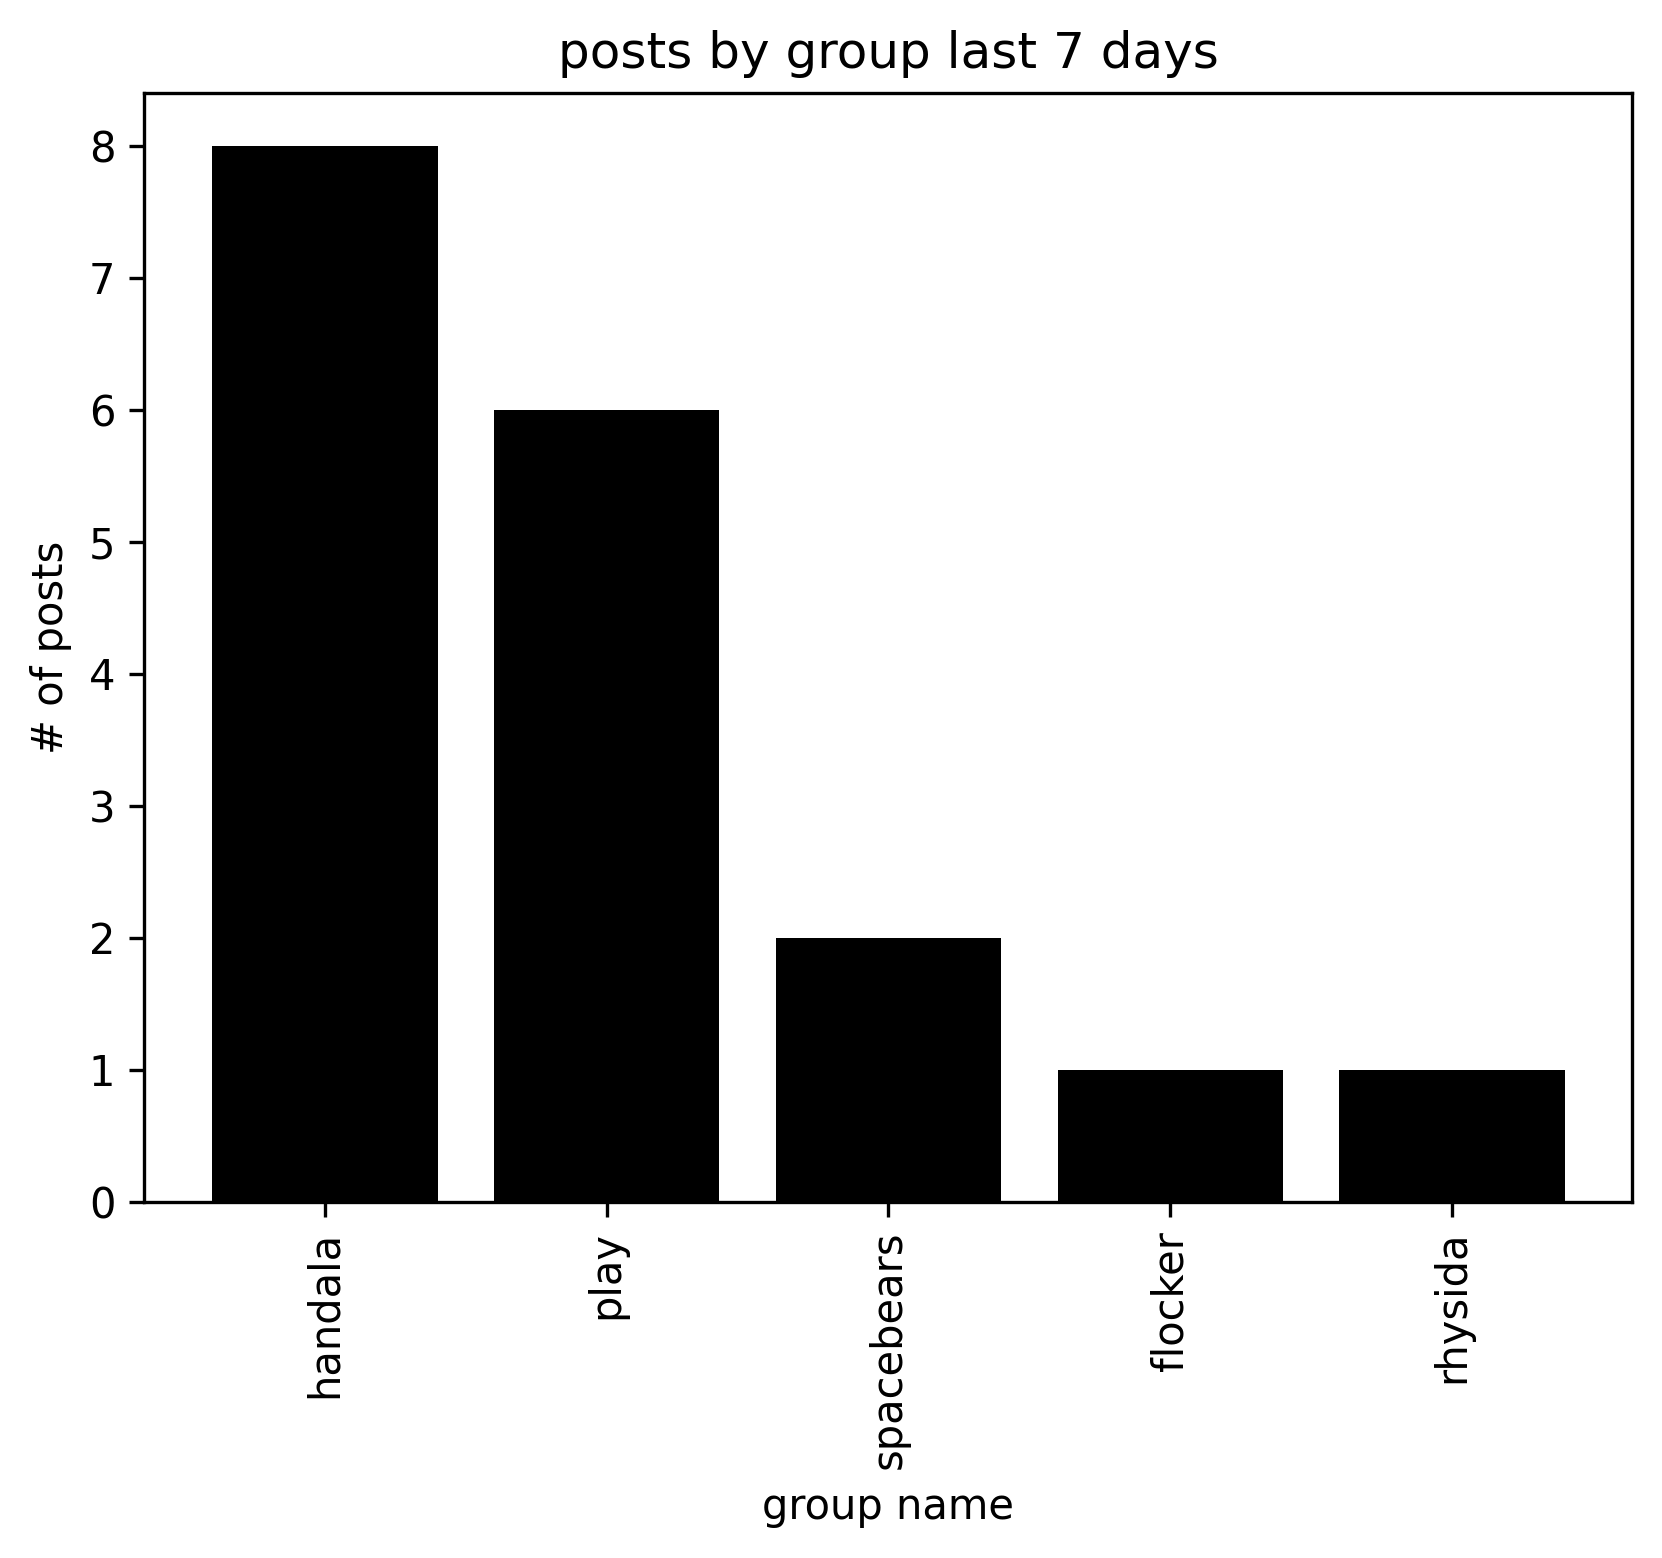 posts by group last 7 days
# of posts
8
7
6
5
4
3
2
1
0
handala
play
spacebears
flocker
rhysida
group name